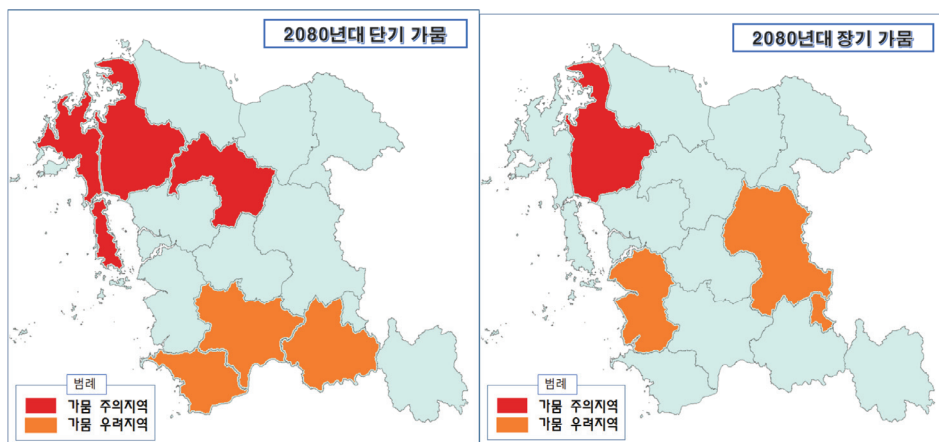 2080년대 단기 가뭄
범례
가뭄 주의지역
가뭄 우려지역
2080년대 장기 가뭄
범례
가뭄 주의지역
가뭄 우려지역